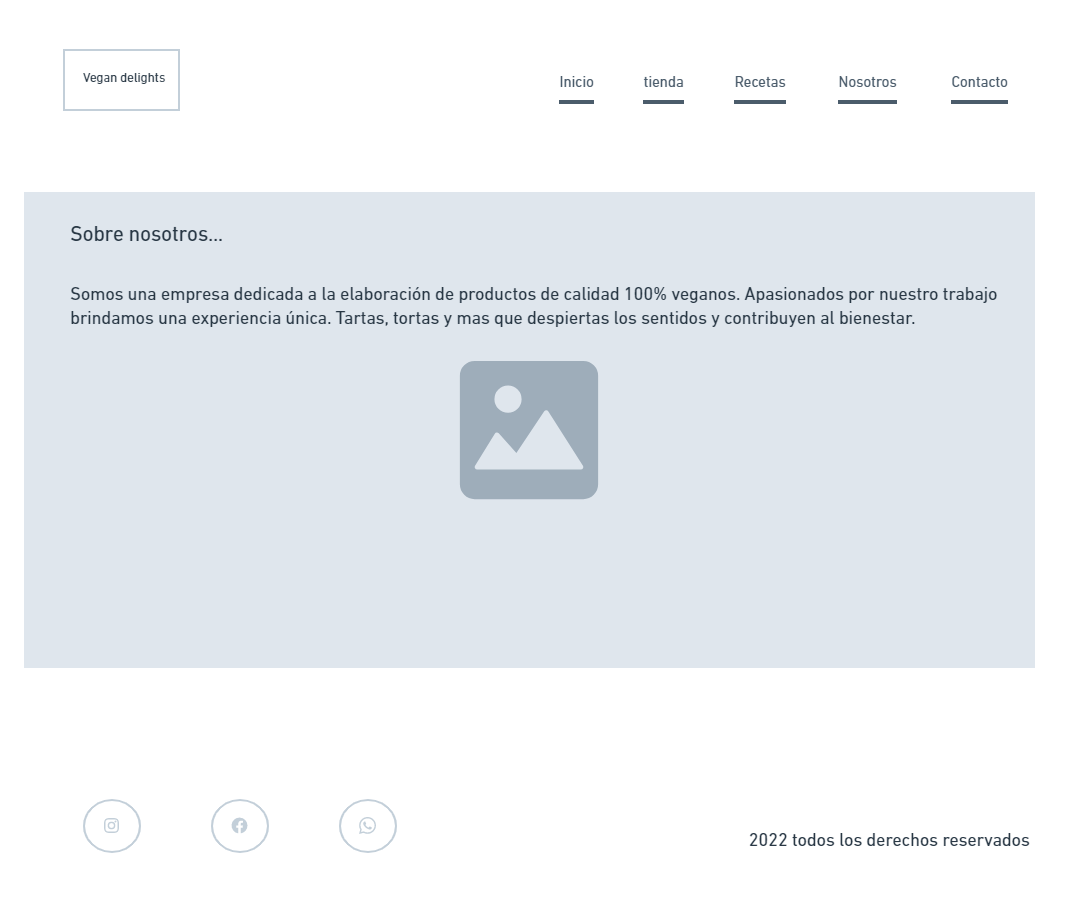 Vegan delights
Inicio tienda Recetas Nosotros Contacto
Sobre nosotros...
Somos una empresa dedicada a la elaboración de productos de calidad 100% veganos. Apasionados por nuestro trabajo
brindamos una experiencia única. Tartas, tortas y mas que despiertas los sentidos y contribuyen al bienestar.
2022 todos los derechos reservados